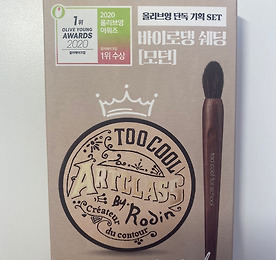 1위
OLIVE YOUNG
AWARDS
2020
2020
올리브영
어워즈
1위 수상
올리브영 단독 기획 SET
바이로댕 쉐딩
[모던]
TOO COOL
ARTCLASS
By Rodin
Créateur
du contour
too cool for school